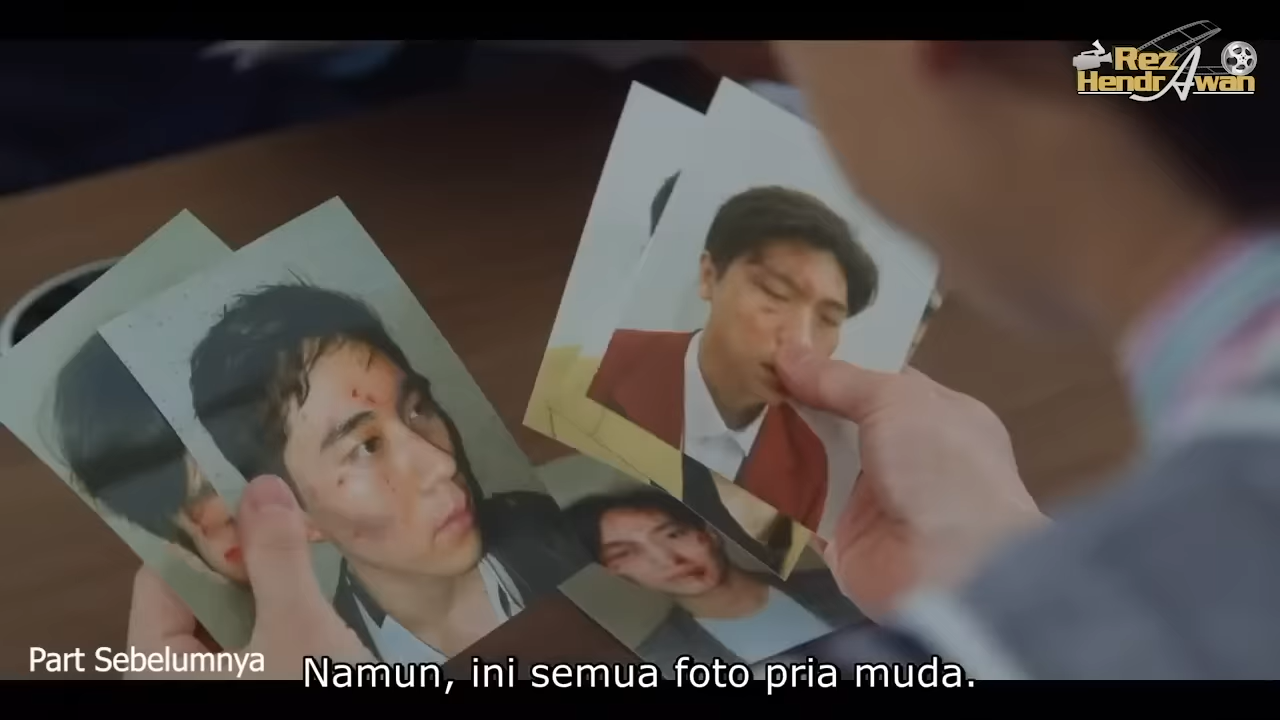 Rez
HendrAwan
Part Sebelumnya
Namun, ini semua foto pria muda.